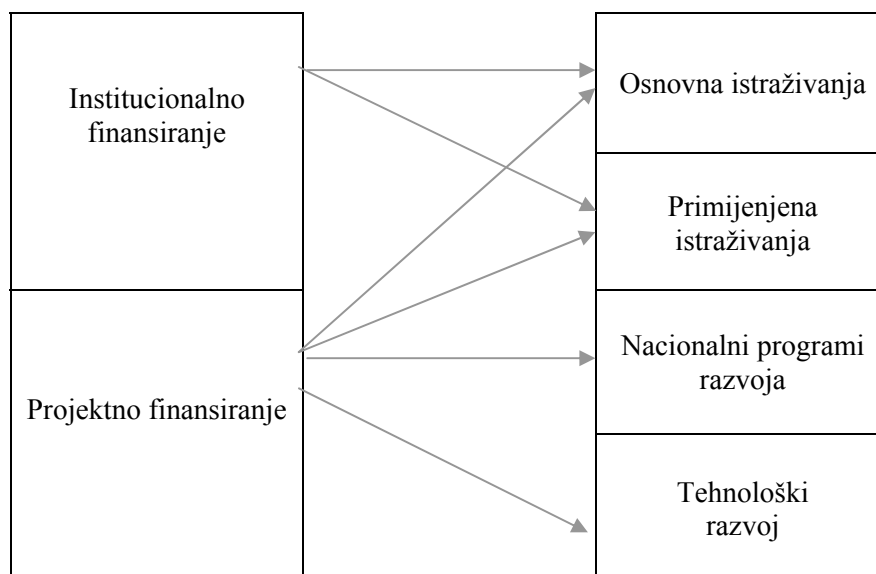 Institucionalno
finansiranje
Projektno finansiranje
Osnovna istraživanja
Primijenjena
istraživanja
Nacionalni programi
razvoja
Tehnološki
razvoj